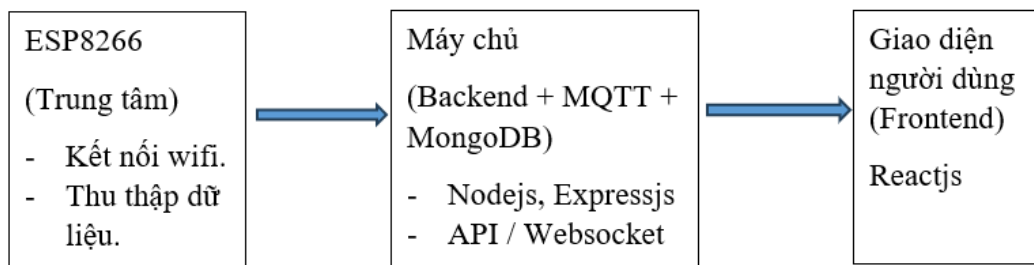 ESP8266
(Trung tâm)
- Kết nối wifi.
- Thu thập dữ
liệu.
Máy chủ
(Backend + MQTT +
MongoDB)
- Nodejs, Expressjs
- API / Websocket
Giao diện
người dùng
(Frontend)
Reactjs